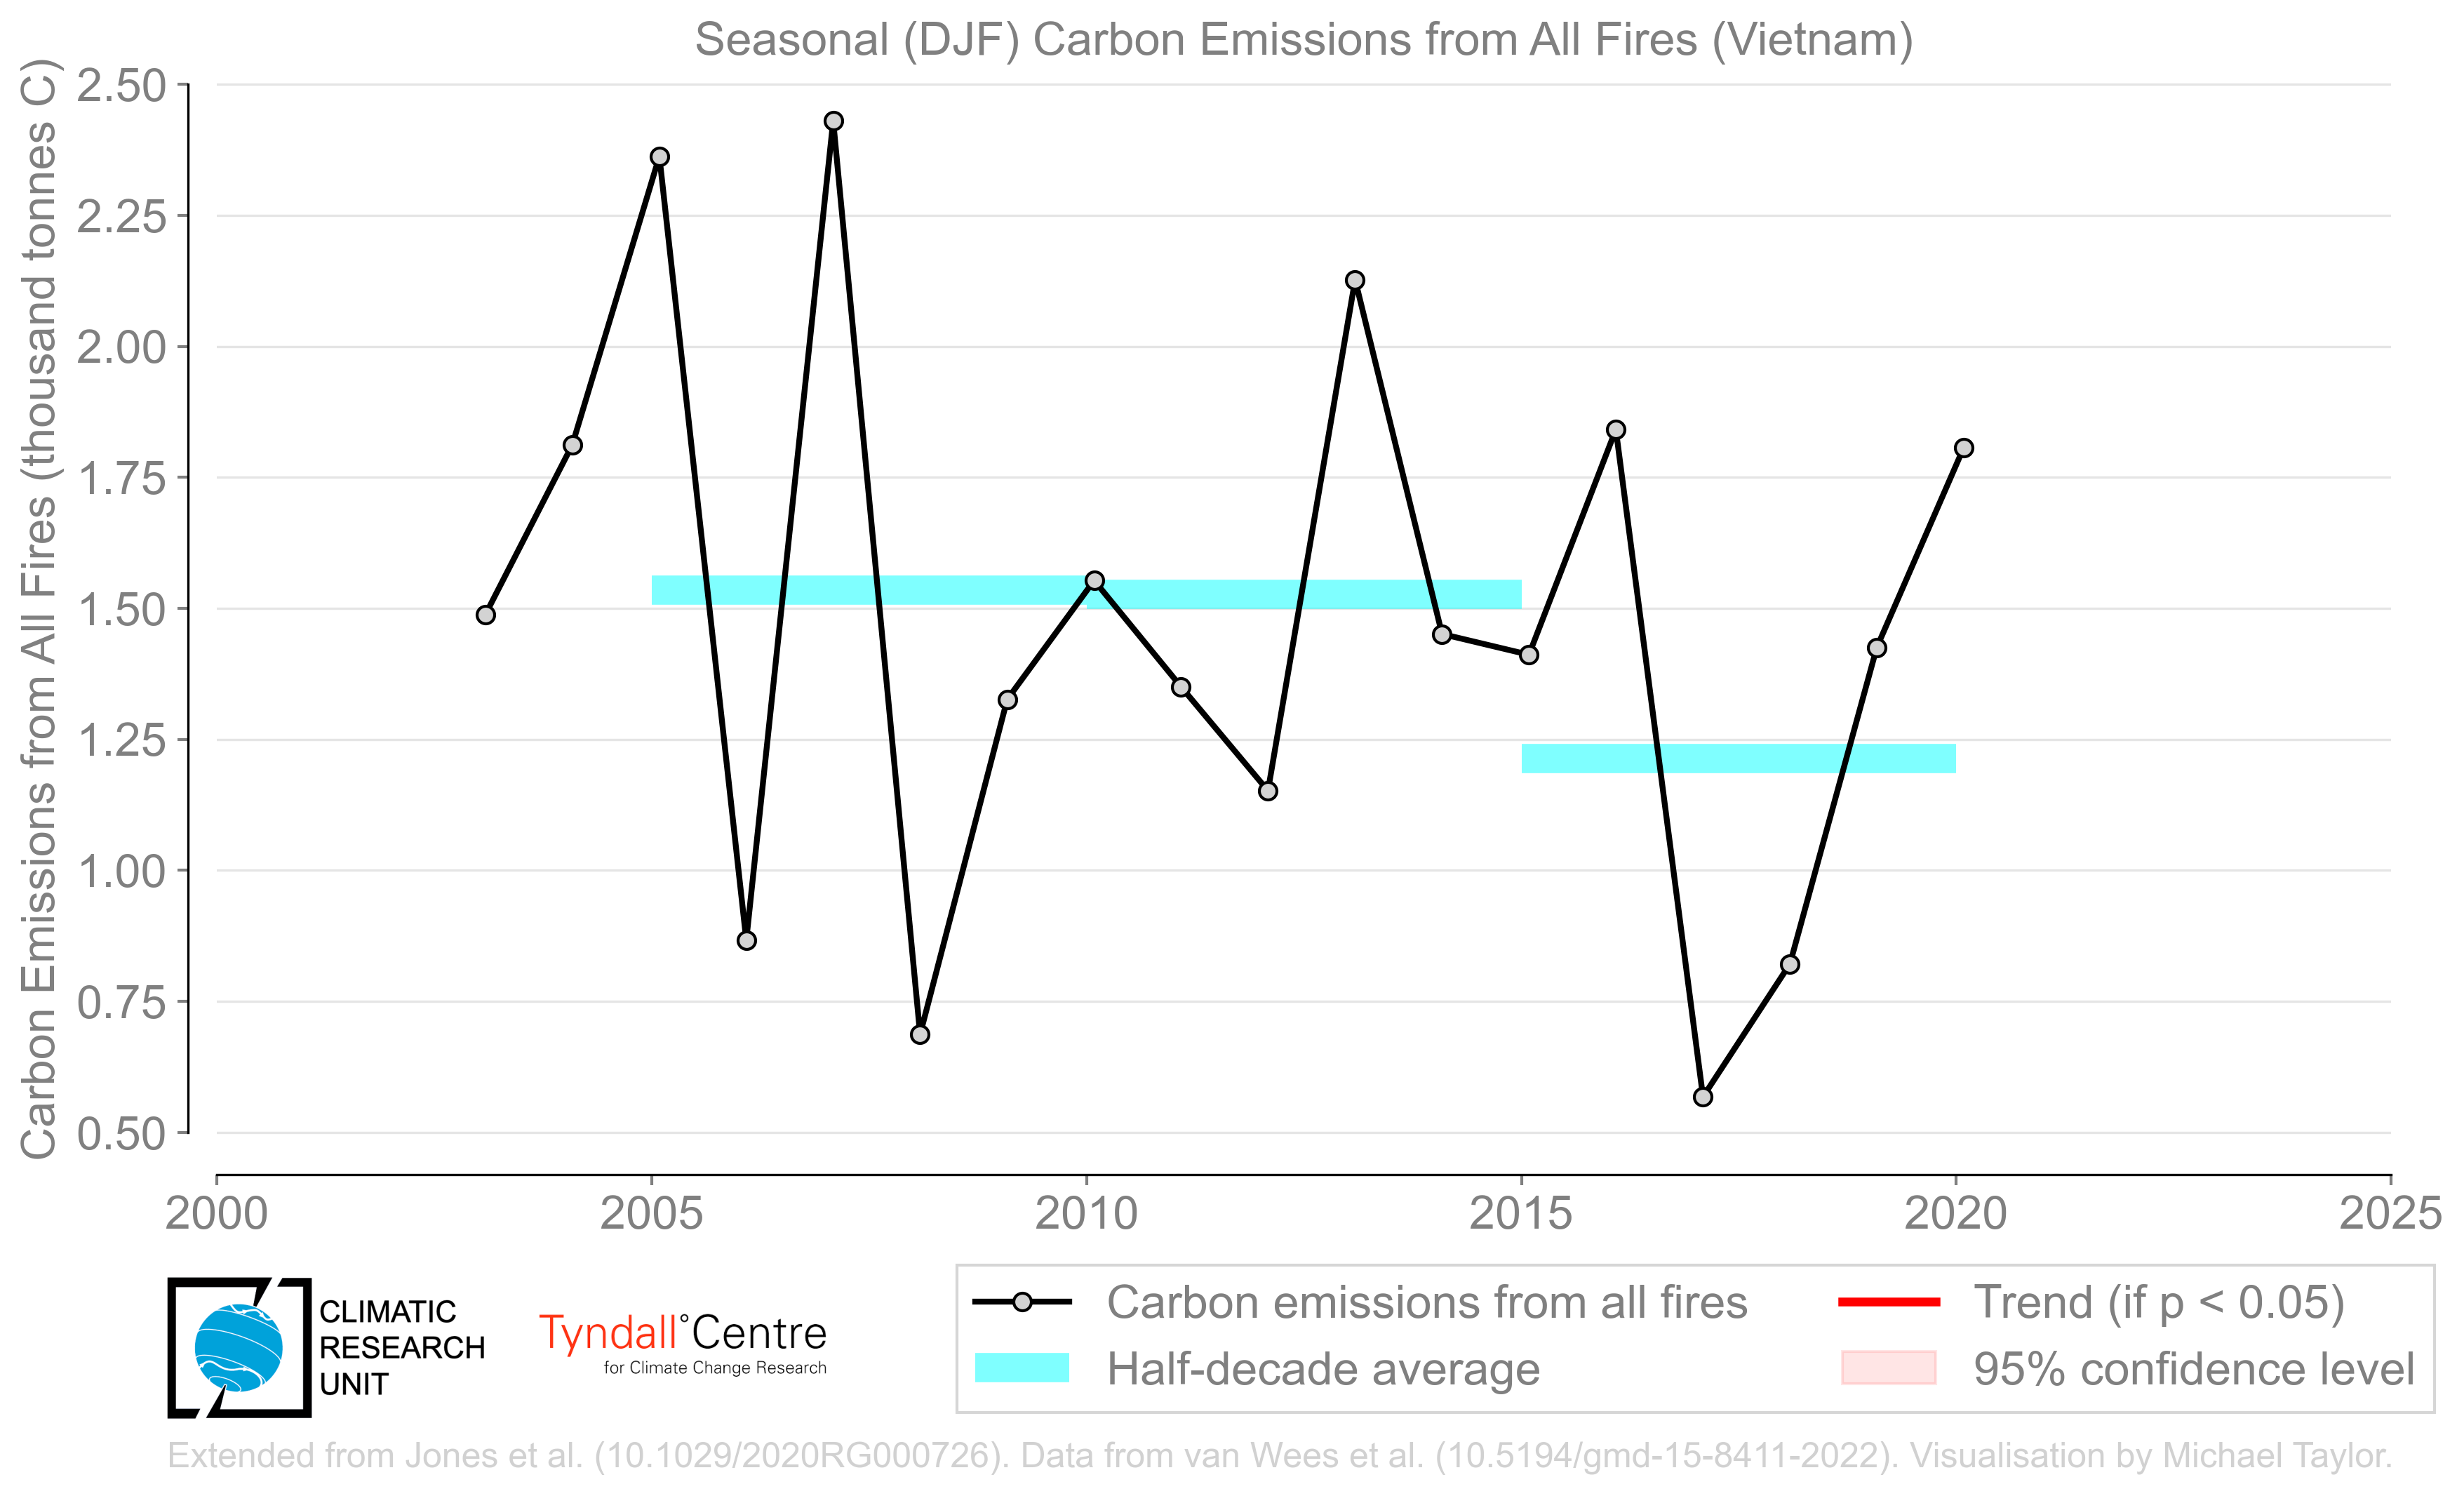 Seasonal (DJF) Carbon Emissions from All Fires (Vietnam)
Carbon Emissions from All Fires (thousand tonnes C)
2.50
2.25
2.00
1.75
1.50
1.25
1.00
0.75
0.50
2000 2005 2010 2015 2020 2025
CLIMATIC
RESEARCH
UNIT
Tyndall°Centre
for Climate Change Research
Carbon emissions from all fires
Half-decade average
Trend (if p < 0.05)
95% confidence level
Extended from Jones et al. (10.1029/2020RG000726). Data from van Wees et al. (10.5194/gmd-15-8411-2022). Visualisation by Michael Taylor.